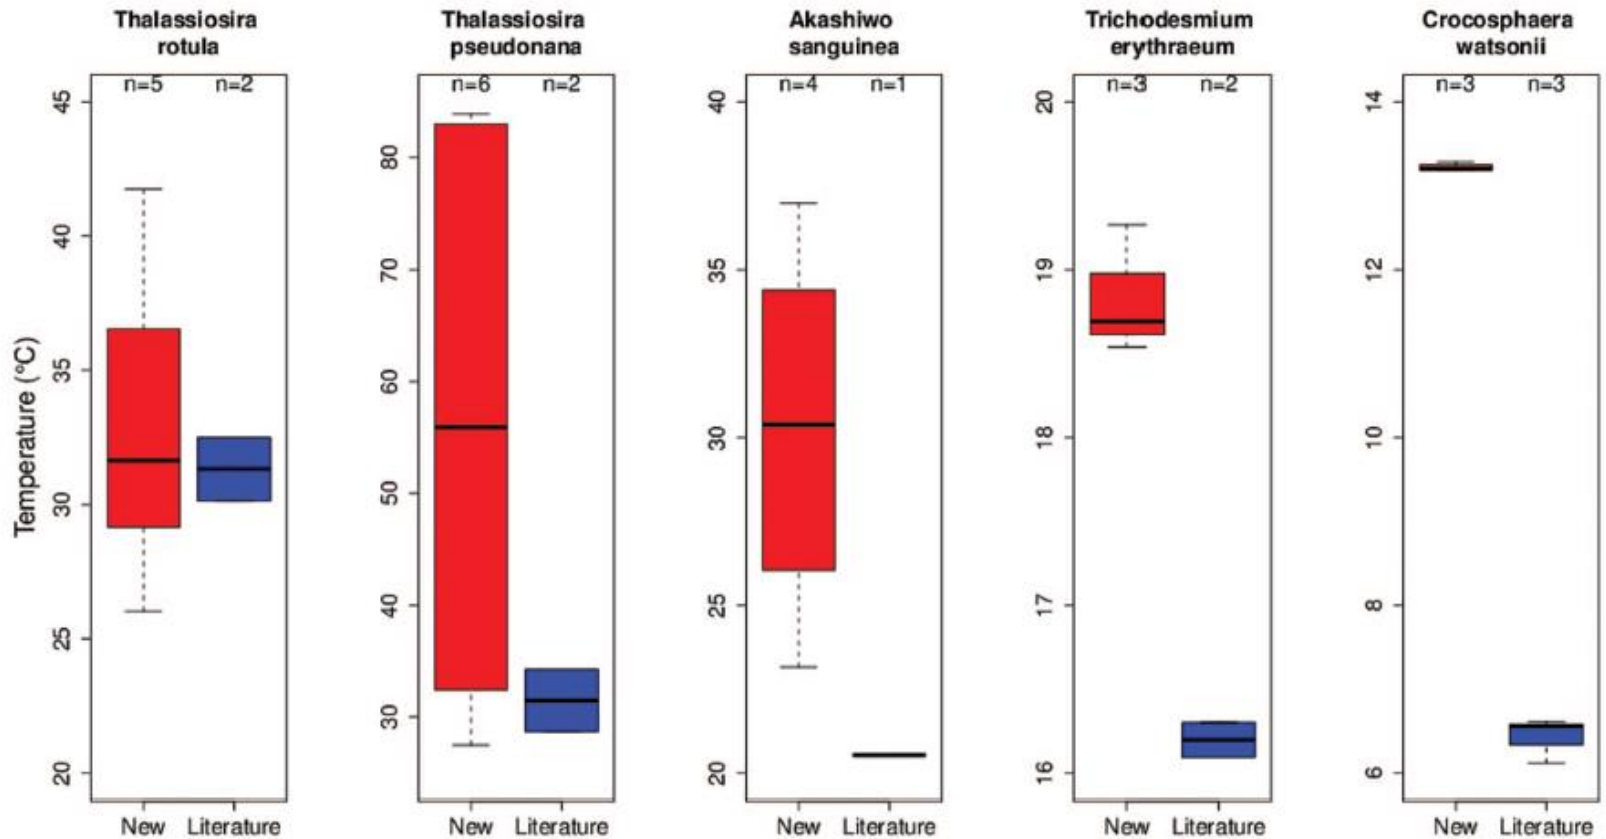 Thalassiosira
rotula
Thalassiosira
pseudonana
Akashiwo
sanguinea
Trichodesmium
erythraeum
Crocosphaera
watsonii
n=5 n=2
n=6 n=2
n=4 n=1
n=3 n=2
n=3 n=3
Temperature (°C)
45
40
35
30
25
20
80
70
60
50
40
30
40
35
30
25
20
20
19
18
17
16
14
12
10
8
6
New Literature
New Literature
New Literature
New Literature
New Literature